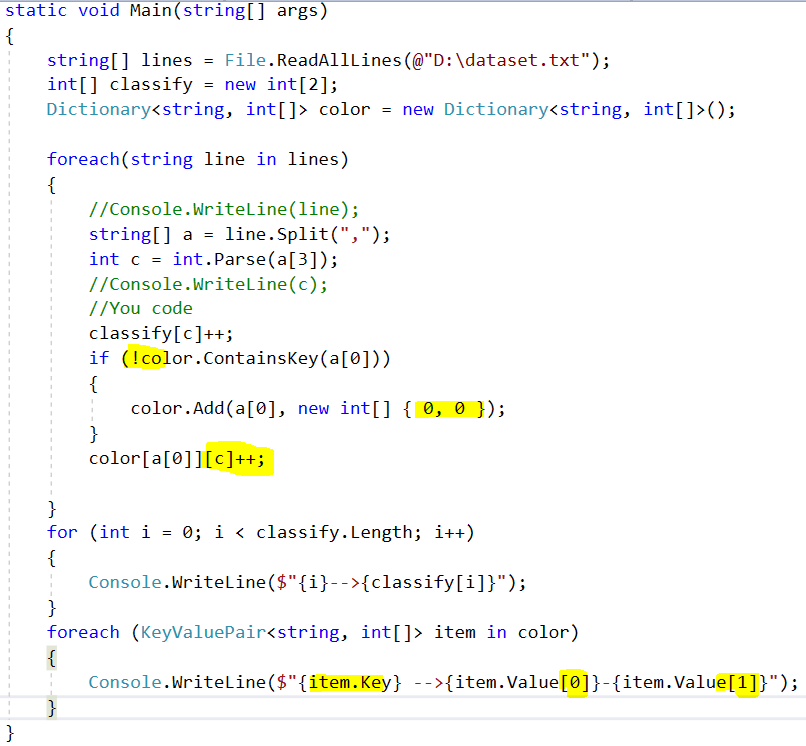 static void Main(string[] args)
{
string[] lines = File.ReadAllLines(@"D:\dataset.txt");
int[] classify = new int[2];
Dictionary<string, int[]> color = new Dictionary<string, int[]>();
foreach(string line in lines)
{
//Console.WriteLine(line);
string[] a = line.Split(",");
int c = int.Parse(a[3]);
//Console.WriteLine(c);
//You code
classify[c]++;
if (!color.ContainsKey(a[0]))
{
color.Add(a[0], new int[] { 0, 0 });
}
color[a[0]][c]++;
}
for (int i = 0; i < classify.Length; i++)
{
Console.WriteLine($"{i}-->{classify[i]}");
}
foreach (KeyValuePair<string, int[]> item in color)
{
Console.WriteLine($"{item.Key} -->{item.Value[0]}-{item.Value[1]}");
}
}